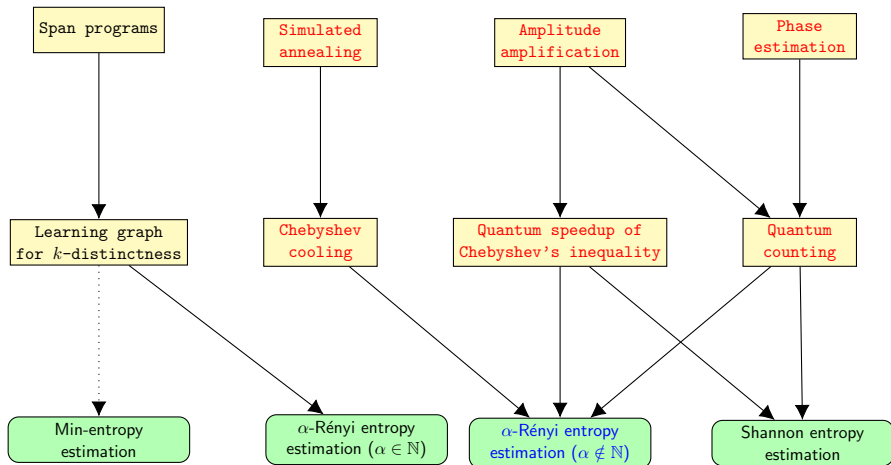 Span programs
Simulated
annealing
Amplitude
amplification
Phase
estimation
Learning graph
for k-distinctness
Chebyshev
cooling
Quantum speedup of
Chebyshev's inequality
Quantum
counting
Min-entropy
estimation
α-Rényi entropy
estimation (α ∈ ℕ)
α-Rényi entropy
estimation (α ∉ ℕ)
Shannon entropy
estimation